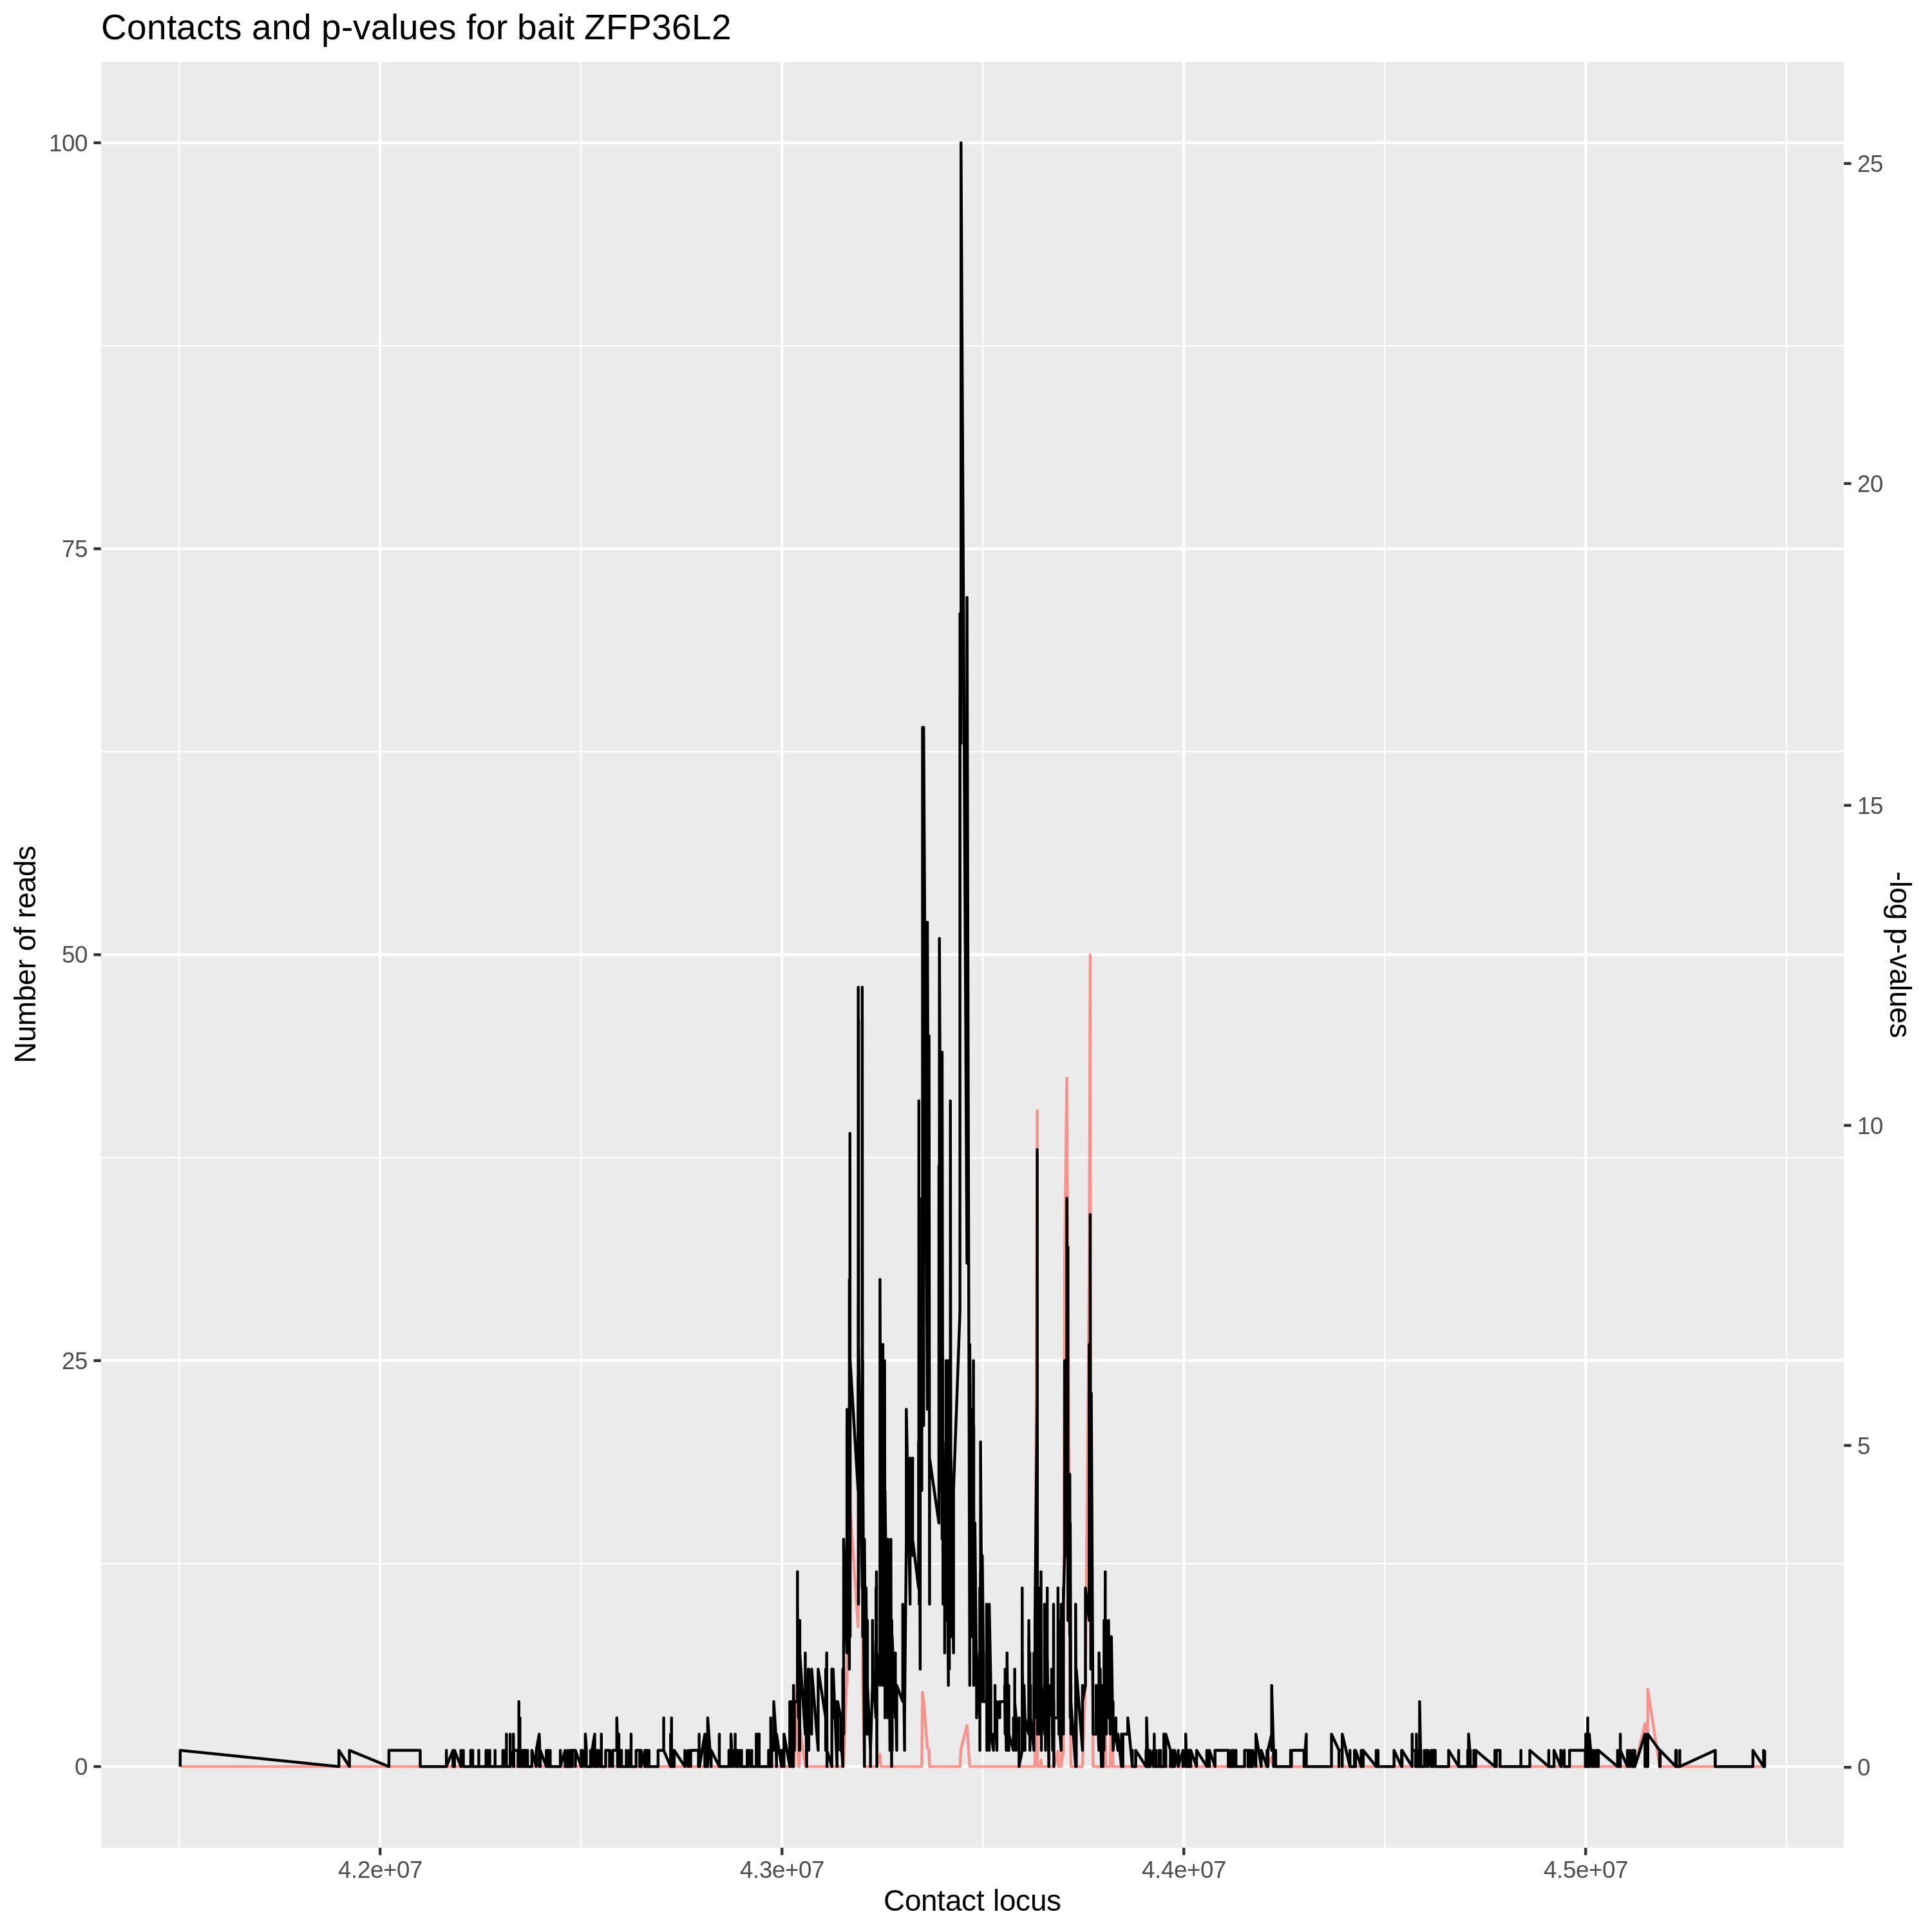 Contacts and p-values for bait ZFP36L2
100
75
50
25
0
Number of reads
25
20
15
10
5
0
-log p-values
4.2e+07
4.3e+07
4.4e+07
4.5e+07
Contact locus